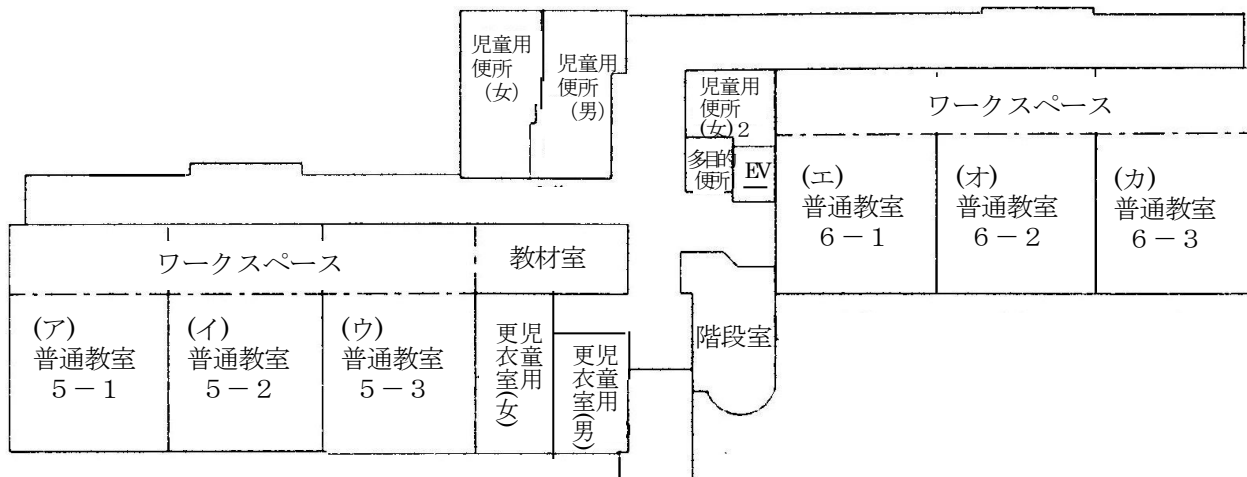 児童用
便所
(女)
児童用
便所
(男)
児童用
便所
(女)2
多目的
便所
EV
ワークスペース
(エ)
普通教室
6-1
(オ)
普通教室
6-2
(カ)
普通教室
6-3
ワークスペース
教材室
(ア)
普通教室
5-1
(イ)
普通教室
5-2
(ウ)
普通教室
5-3
児童用
更衣室(女)
児童用
更衣室(男)
階段室